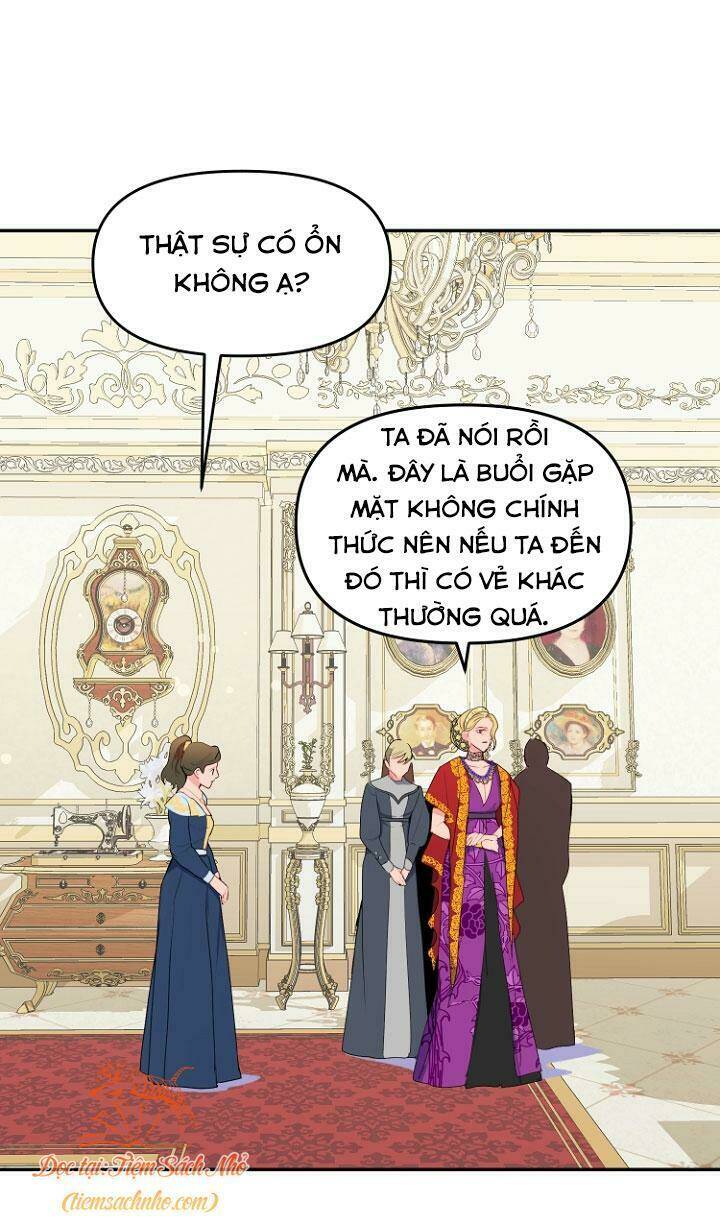 THẬT SỰ CÓ ỔN
KHÔNG Ạ?
TA ĐÃ NÓI RỒI
MÀ. ĐÂY LÀ BUỔI GẶP
MẶT KHÔNG CHÍNH
THỨC NÊN NẾU TA ĐẾN
ĐÓ THÌ CÓ VẺ KHÁC
THƯỜNG QUÁ.
Đọc tại: Tiệm Sách Nhỏ
(tiemsachnho.com)